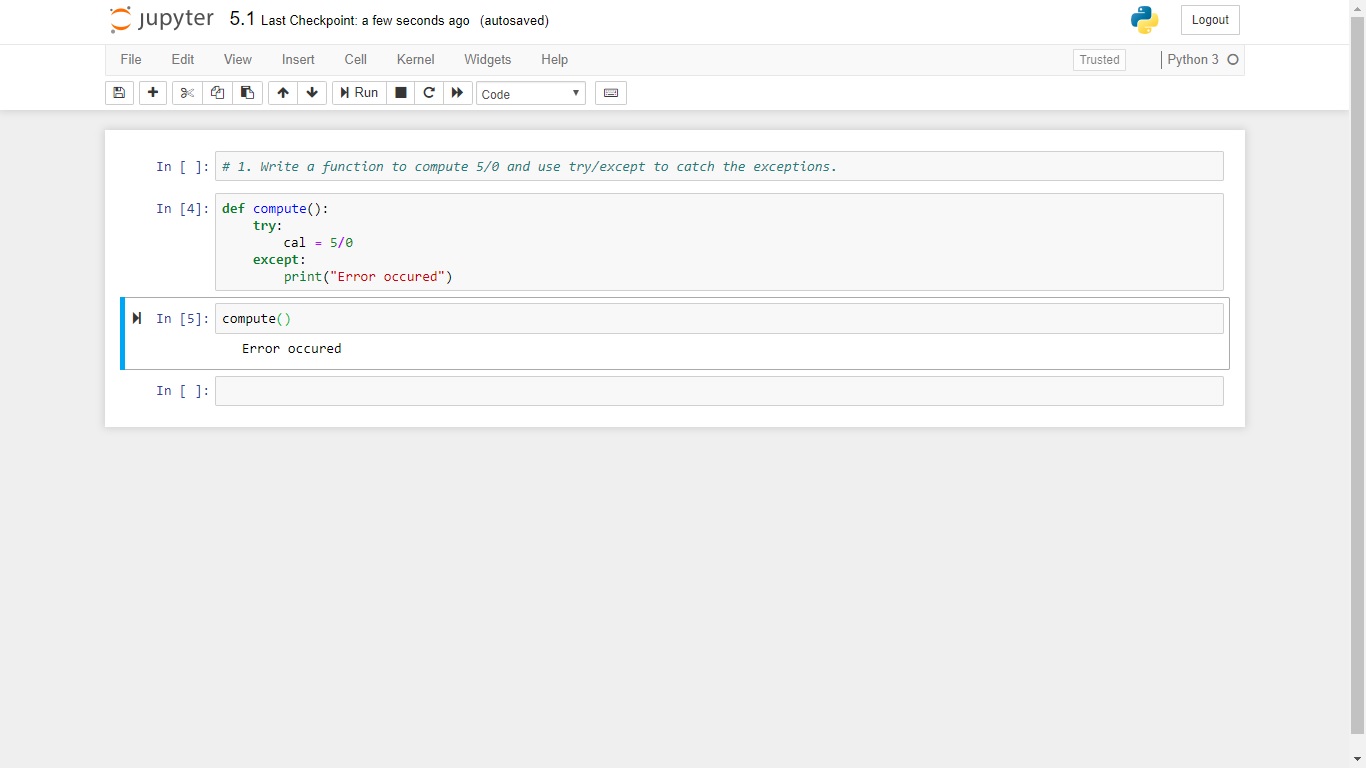 jupyter 5.1 Last Checkpoint: a few seconds ago (autosaved) Logout
File Edit View Insert Cell Kernel Widgets Help Trusted Python 3
Run Code
In [ ]: # 1. Write a function to compute 5/0 and use try/except to catch the exceptions.
In [4]: def compute():
    try:
        cal = 5/0
    except:
        print("Error occured")
In [5]: compute()
Error occured
In [ ]: